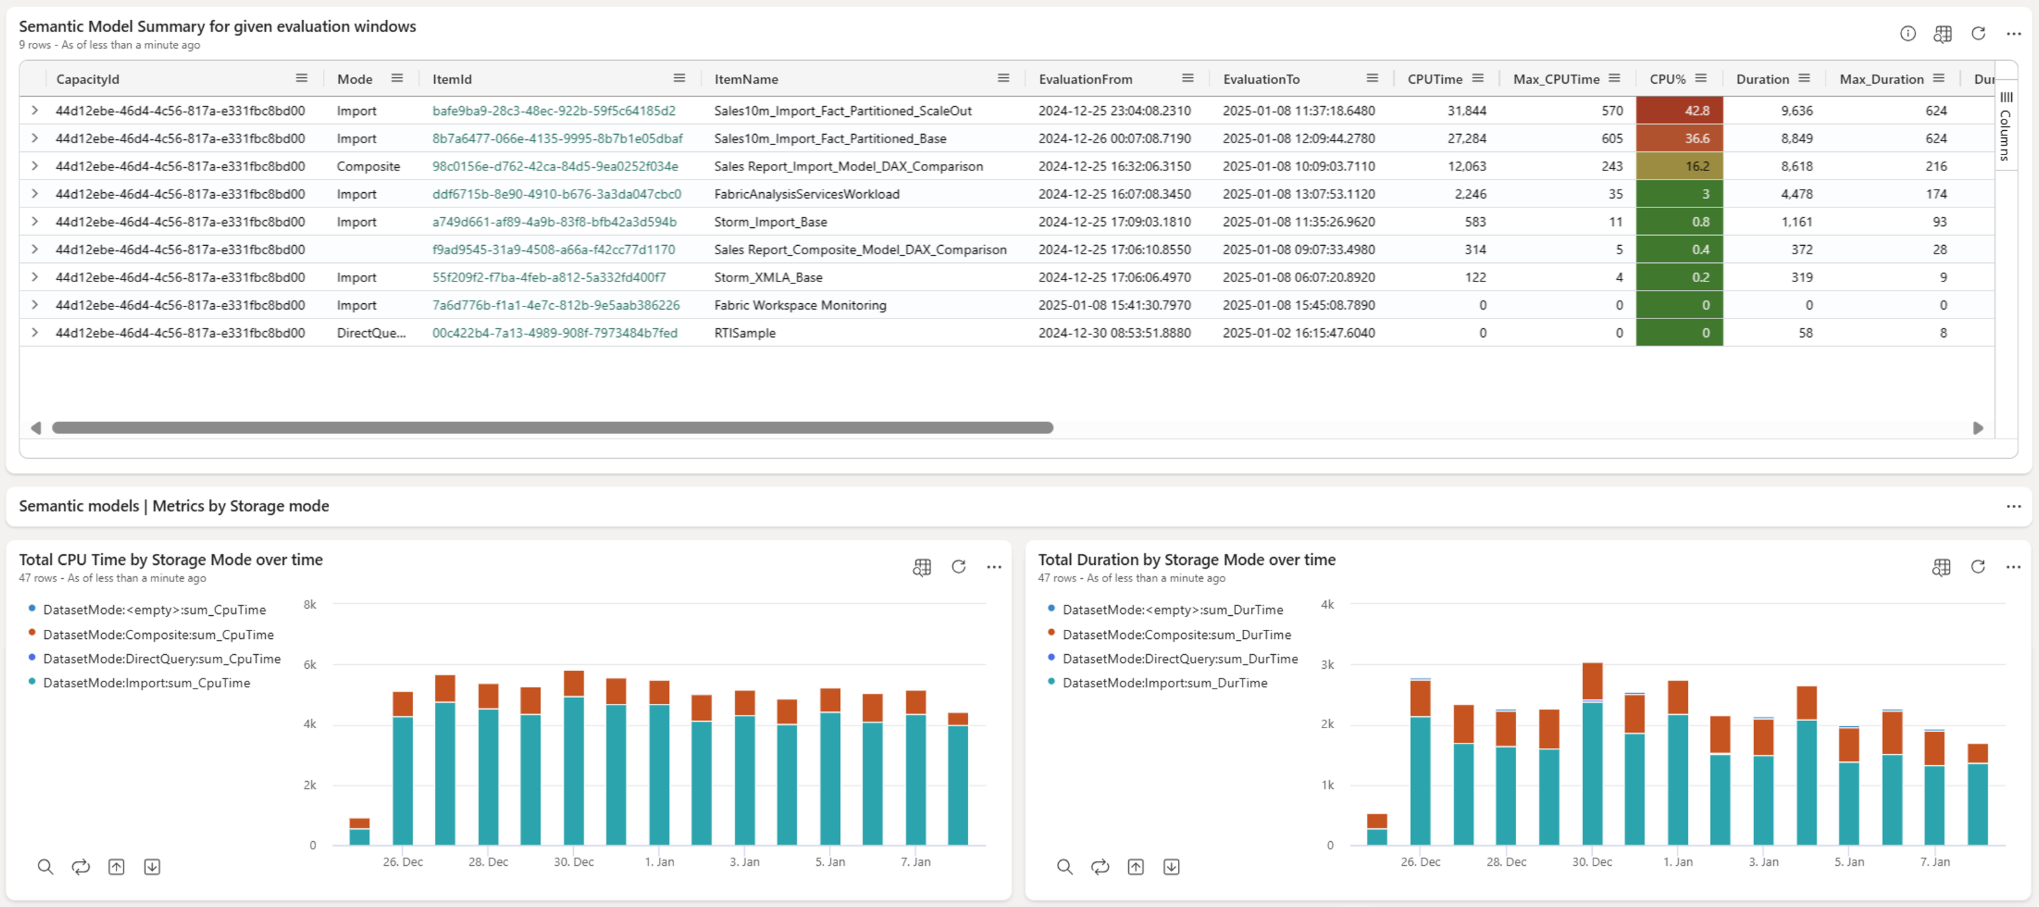 Semantic Model Summary for given evaluation windows
9 rows - As of less than a minute ago
CapacityId Mode ItemId ItemName EvaluationFrom EvaluationTo CPUTime Max_CPUTime CPU% Duration Max_Duration Dur
44d12ebe-46d4-4c56-817a-e331fbc8bd00 Import bafe9ba9-28c3-48ec-922b-59f5c64185d2 Sales10m_Import_Fact_Partitioned_ScaleOut 2024-12-25 23:04:08.2310 2025-01-08 11:37:18.6480 31,844 570 42.8 9,636 624
44d12ebe-46d4-4c56-817a-e331fbc8bd00 Import 8b7a6477-066e-4135-9995-8b7b1e05dbaf Sales10m_Import_Fact_Partitioned_Base 2024-12-26 00:07:08.7190 2025-01-08 12:09:44.2780 27,284 605 36.6 8,849 624
44d12ebe-46d4-4c56-817a-e331fbc8bd00 Composite 98c0156e-d762-42ca-84d5-9ea0252f034e Sales Report_Import_Model_DAX_Comparison 2024-12-25 16:32:06.3150 2025-01-08 10:09:03.7110 12,063 243 16.2 8,618 216
44d12ebe-46d4-4c56-817a-e331fbc8bd00 Import ddf6715b-8e90-4910-b676-3a3da047cbc0 FabricAnalysisServicesWorkload 2024-12-25 16:07:08.3450 2025-01-08 13:07:53.1120 2,246 35 3 4,478 174
44d12ebe-46d4-4c56-817a-e331fbc8bd00 Import a749d661-af89-4a9b-83f8-bfb42a3d594b Storm_Import_Base 2024-12-25 17:09:03.1810 2025-01-08 11:35:26.9620 583 11 0.8 1,161 93
44d12ebe-46d4-4c56-817a-e331fbc8bd00 f9ad9545-31a9-4508-a66a-f42cc77d1170 Sales Report_Composite_Model_DAX_Comparison 2024-12-25 17:06:10.8550 2025-01-08 09:07:33.4980 314 5 0.4 372 28
44d12ebe-46d4-4c56-817a-e331fbc8bd00 Import 55f209f2-f7ba-4feb-a812-5a332fd400f7 Storm_XMLA_Base 2024-12-25 17:06:06.4970 2025-01-08 06:07:20.8920 122 4 0.2 319 9
44d12ebe-46d4-4c56-817a-e331fbc8bd00 Import 7a6d776b-f1a1-4e7c-812b-9e5aab386226 Fabric Workspace Monitoring 2025-01-08 15:41:30.7970 2025-01-08 15:45:08.7890 0 0 0 0 0
44d12ebe-46d4-4c56-817a-e331fbc8bd00 DirectQue... 00c422b4-7a13-4989-908f-7973484b7fed RTISample 2024-12-30 08:53:51.8880 2025-01-02 16:15:47.6040 0 0 0 58 8
Columns
Semantic models | Metrics by Storage mode
Total CPU Time by Storage Mode over time
47 rows - As of less than a minute ago
DatasetMode:<empty>:sum_CpuTime
DatasetMode:Composite:sum_CpuTime
DatasetMode:DirectQuery:sum_CpuTime
DatasetMode:Import:sum_CpuTime
8k
6k
4k
2k
0
26. Dec 28. Dec 30. Dec 1. Jan 3. Jan 5. Jan 7. Jan
Total Duration by Storage Mode over time
47 rows - As of less than a minute ago
DatasetMode:<empty>:sum_DurTime
DatasetMode:Composite:sum_DurTime
DatasetMode:DirectQuery:sum_DurTime
DatasetMode:Import:sum_DurTime
4k
3k
2k
1k
0
26. Dec 28. Dec 30. Dec 1. Jan 3. Jan 5. Jan 7. Jan